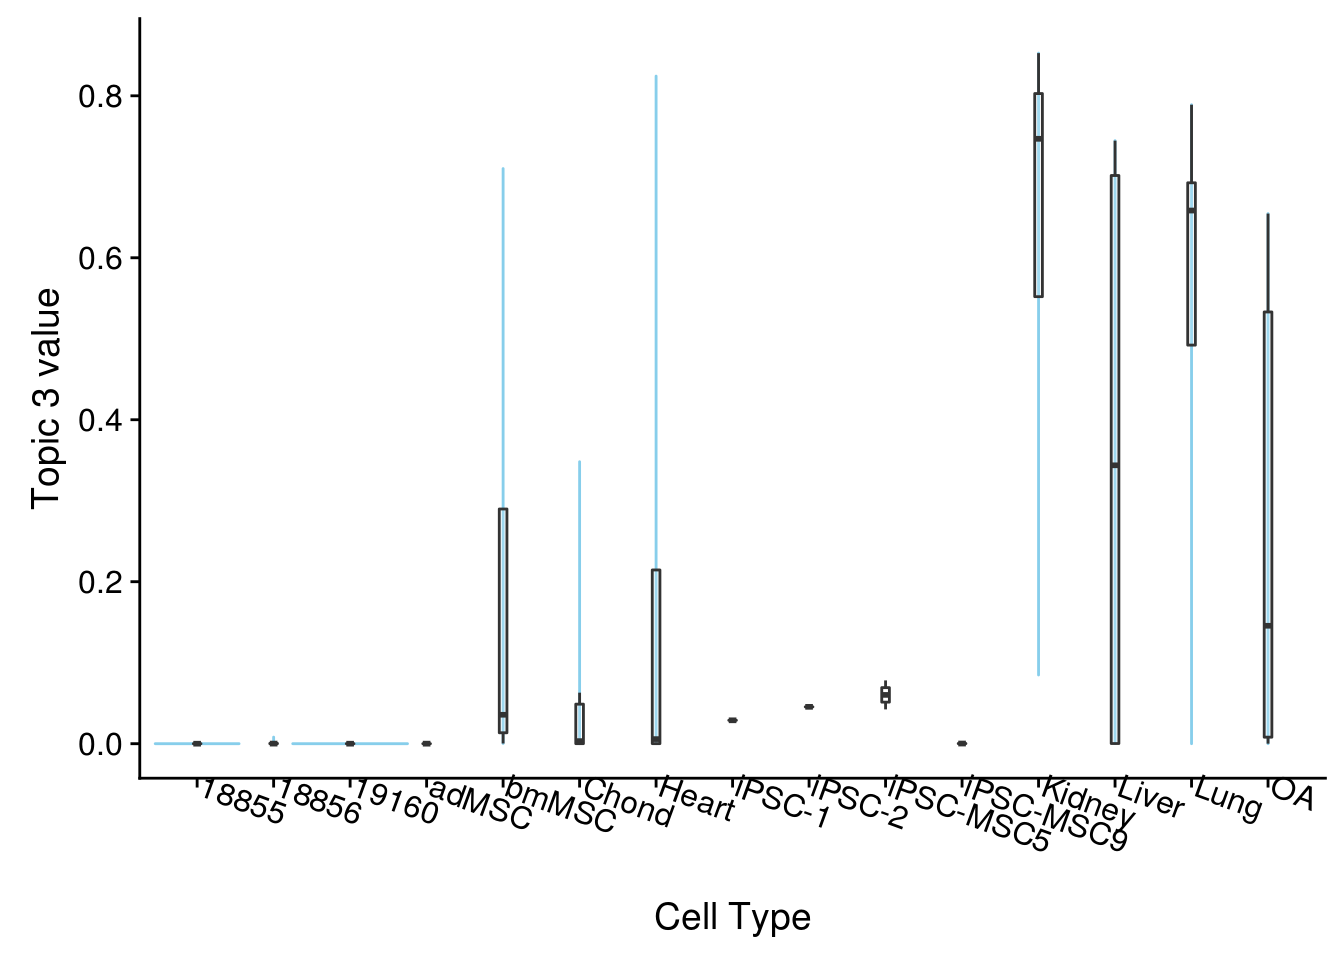 Topic 3 value
0.8
0.6
0.4
0.2
0.0
18855
18856
19160
adMSC
bmMSC
Chond
Heart
iPSC-1
iPSC-2
iPSC-MSC5
iPSC-MSC9
Kidney
Liver
Lung
OA
Cell Type